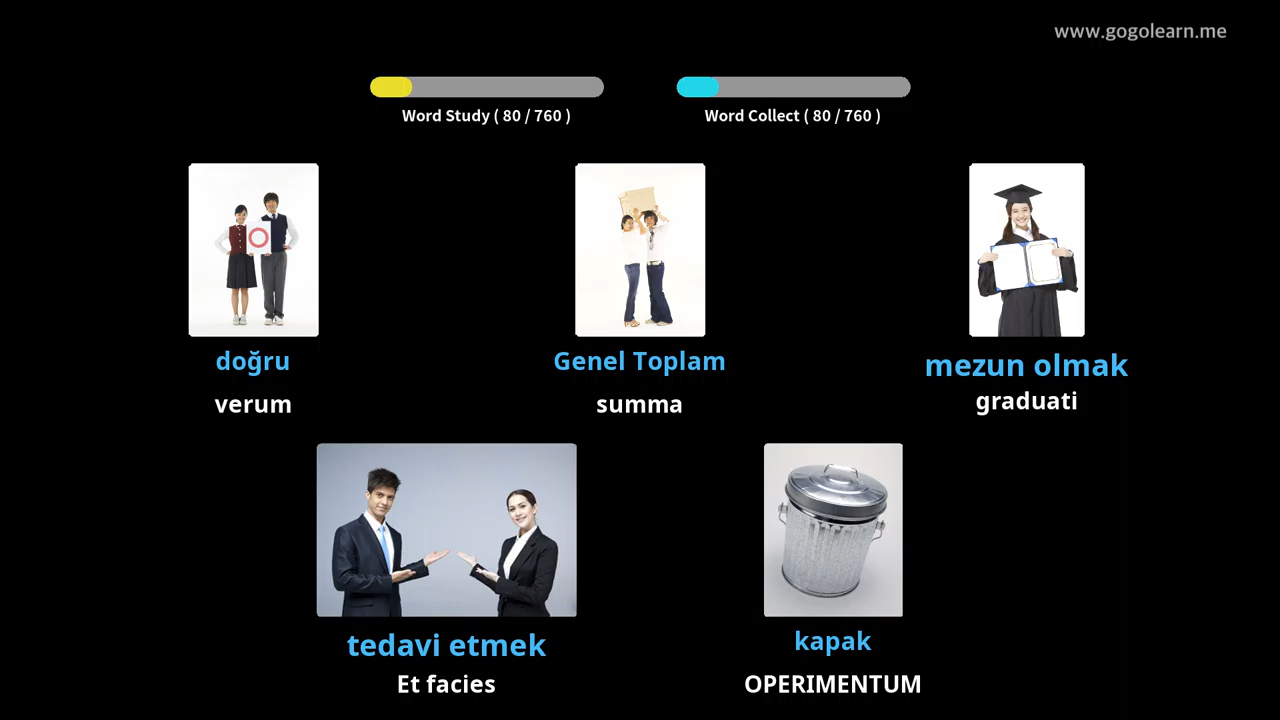 www.gogolearn.me
Word Study ( 80 / 760 )
Word Collect ( 80 / 760 )
doğru
verum
Genel Toplam
summa
mezun olmak
graduati
tedavi etmek
Et facies
kapak
OPERIMENTUM